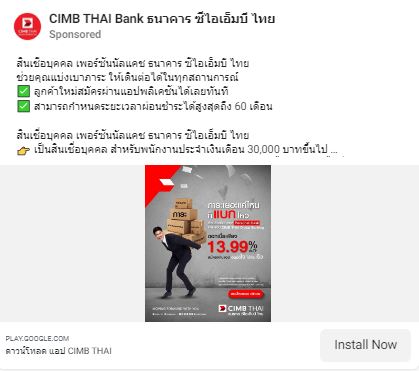 CIMB THAI Bank ธนาคาร ซีไอเอ็มบี ไทย
Sponsored
สินเชื่อบุคคล เพอร์ซันนัลแคช ธนาคาร ซีไอเอ็มบี ไทย
ช่วยคุณแบ่งเบาภาระ ให้เดินต่อได้ในทุกสถานการณ์
✅ ลูกค้าใหม่สมัครผ่านแอปพลิเคชันได้เลยทันที
✅ สามารถกำหนดระยะเวลาผ่อนชำระได้สูงสุดถึง 60 เดือน
สินเชื่อบุคคล เพอร์ซันนัลแคช ธนาคาร ซีไอเอ็มบี ไทย
👉 เป็นสินเชื่อบุคคล สำหรับพนักงานประจำเงินเดือน 30,000 บาทขึ้นไป ...
ภาระเยอะแค่ไหน
ก็แบกไหว
ภาระ
13.99%
CIMB THAI
PLAY.GOOGLE.COM
ดาวน์โหลด แอป CIMB THAI
Install Now